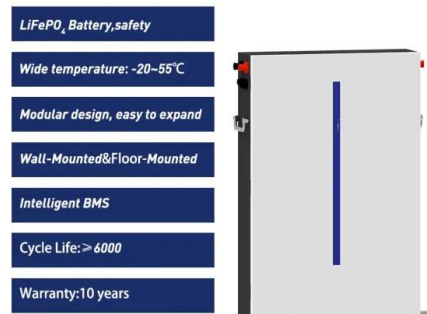 LiFePO₄ Battery,safety
Wide temperature: -20~55℃
Modular design, easy to expand
Wall-Mounted&Floor-Mounted
Intelligent BMS
Cycle Life:≥6000
Warranty:10 years